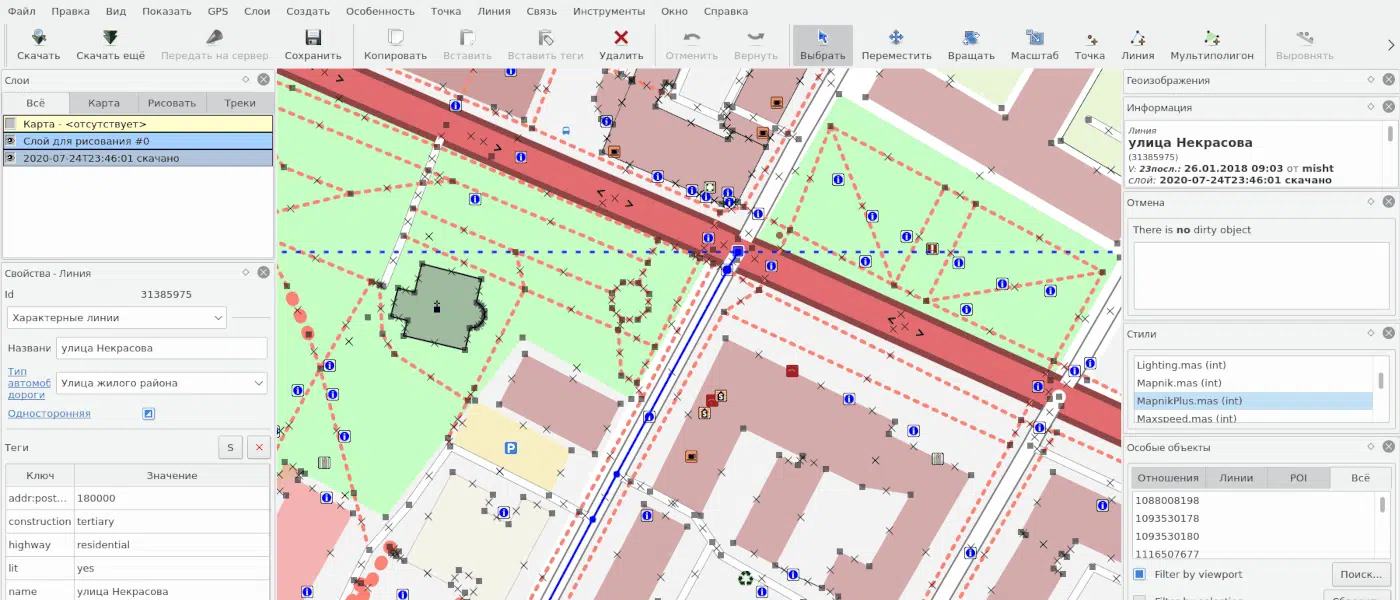 Файл Правка Вид Показать GPS Слои Создать Особенность Точка Линия Связь Инструменты Окно Справка
Скачать Скачать ещё Передать на сервер Сохранить Копировать Вставить Вставить теги Удалить Отменить Вернуть Выбрать Переместить Вращать Масштаб Точка Линия Мультиполигон Выровнять
Слои
Всё Карта Рисовать Треки
Карта - <отсутствует>
Слой для рисования #0
2020-07-24T23:46:01 скачано
Свойства - Линия
Id 31385975
Характерные линии
Названи улица Некрасова
Тип
автомоб
дороги
Улица жилого района
Односторонняя
Теги S
Ключ Значение
addr:post... 180000
construction tertiary
highway residential
lit yes
name улица Некрасова
P
Геоизображения
Информация
Линия
улица Некрасова
(31385975)
V: 23посл.: 26.01.2018 09:03 от misht
слой: 2020-07-24T23:46:01 скачано
Отмена
There is no dirty object
Стили
Lighting.mas (int)
Mapnik.mas (int)
MapnikPlus.mas (int)
Maxspeed.mas (int)
Особые объекты
Отношения Линии POI Всё
1088008198
1093530178
1093530180
1116507677
Filter by viewport Поиск...